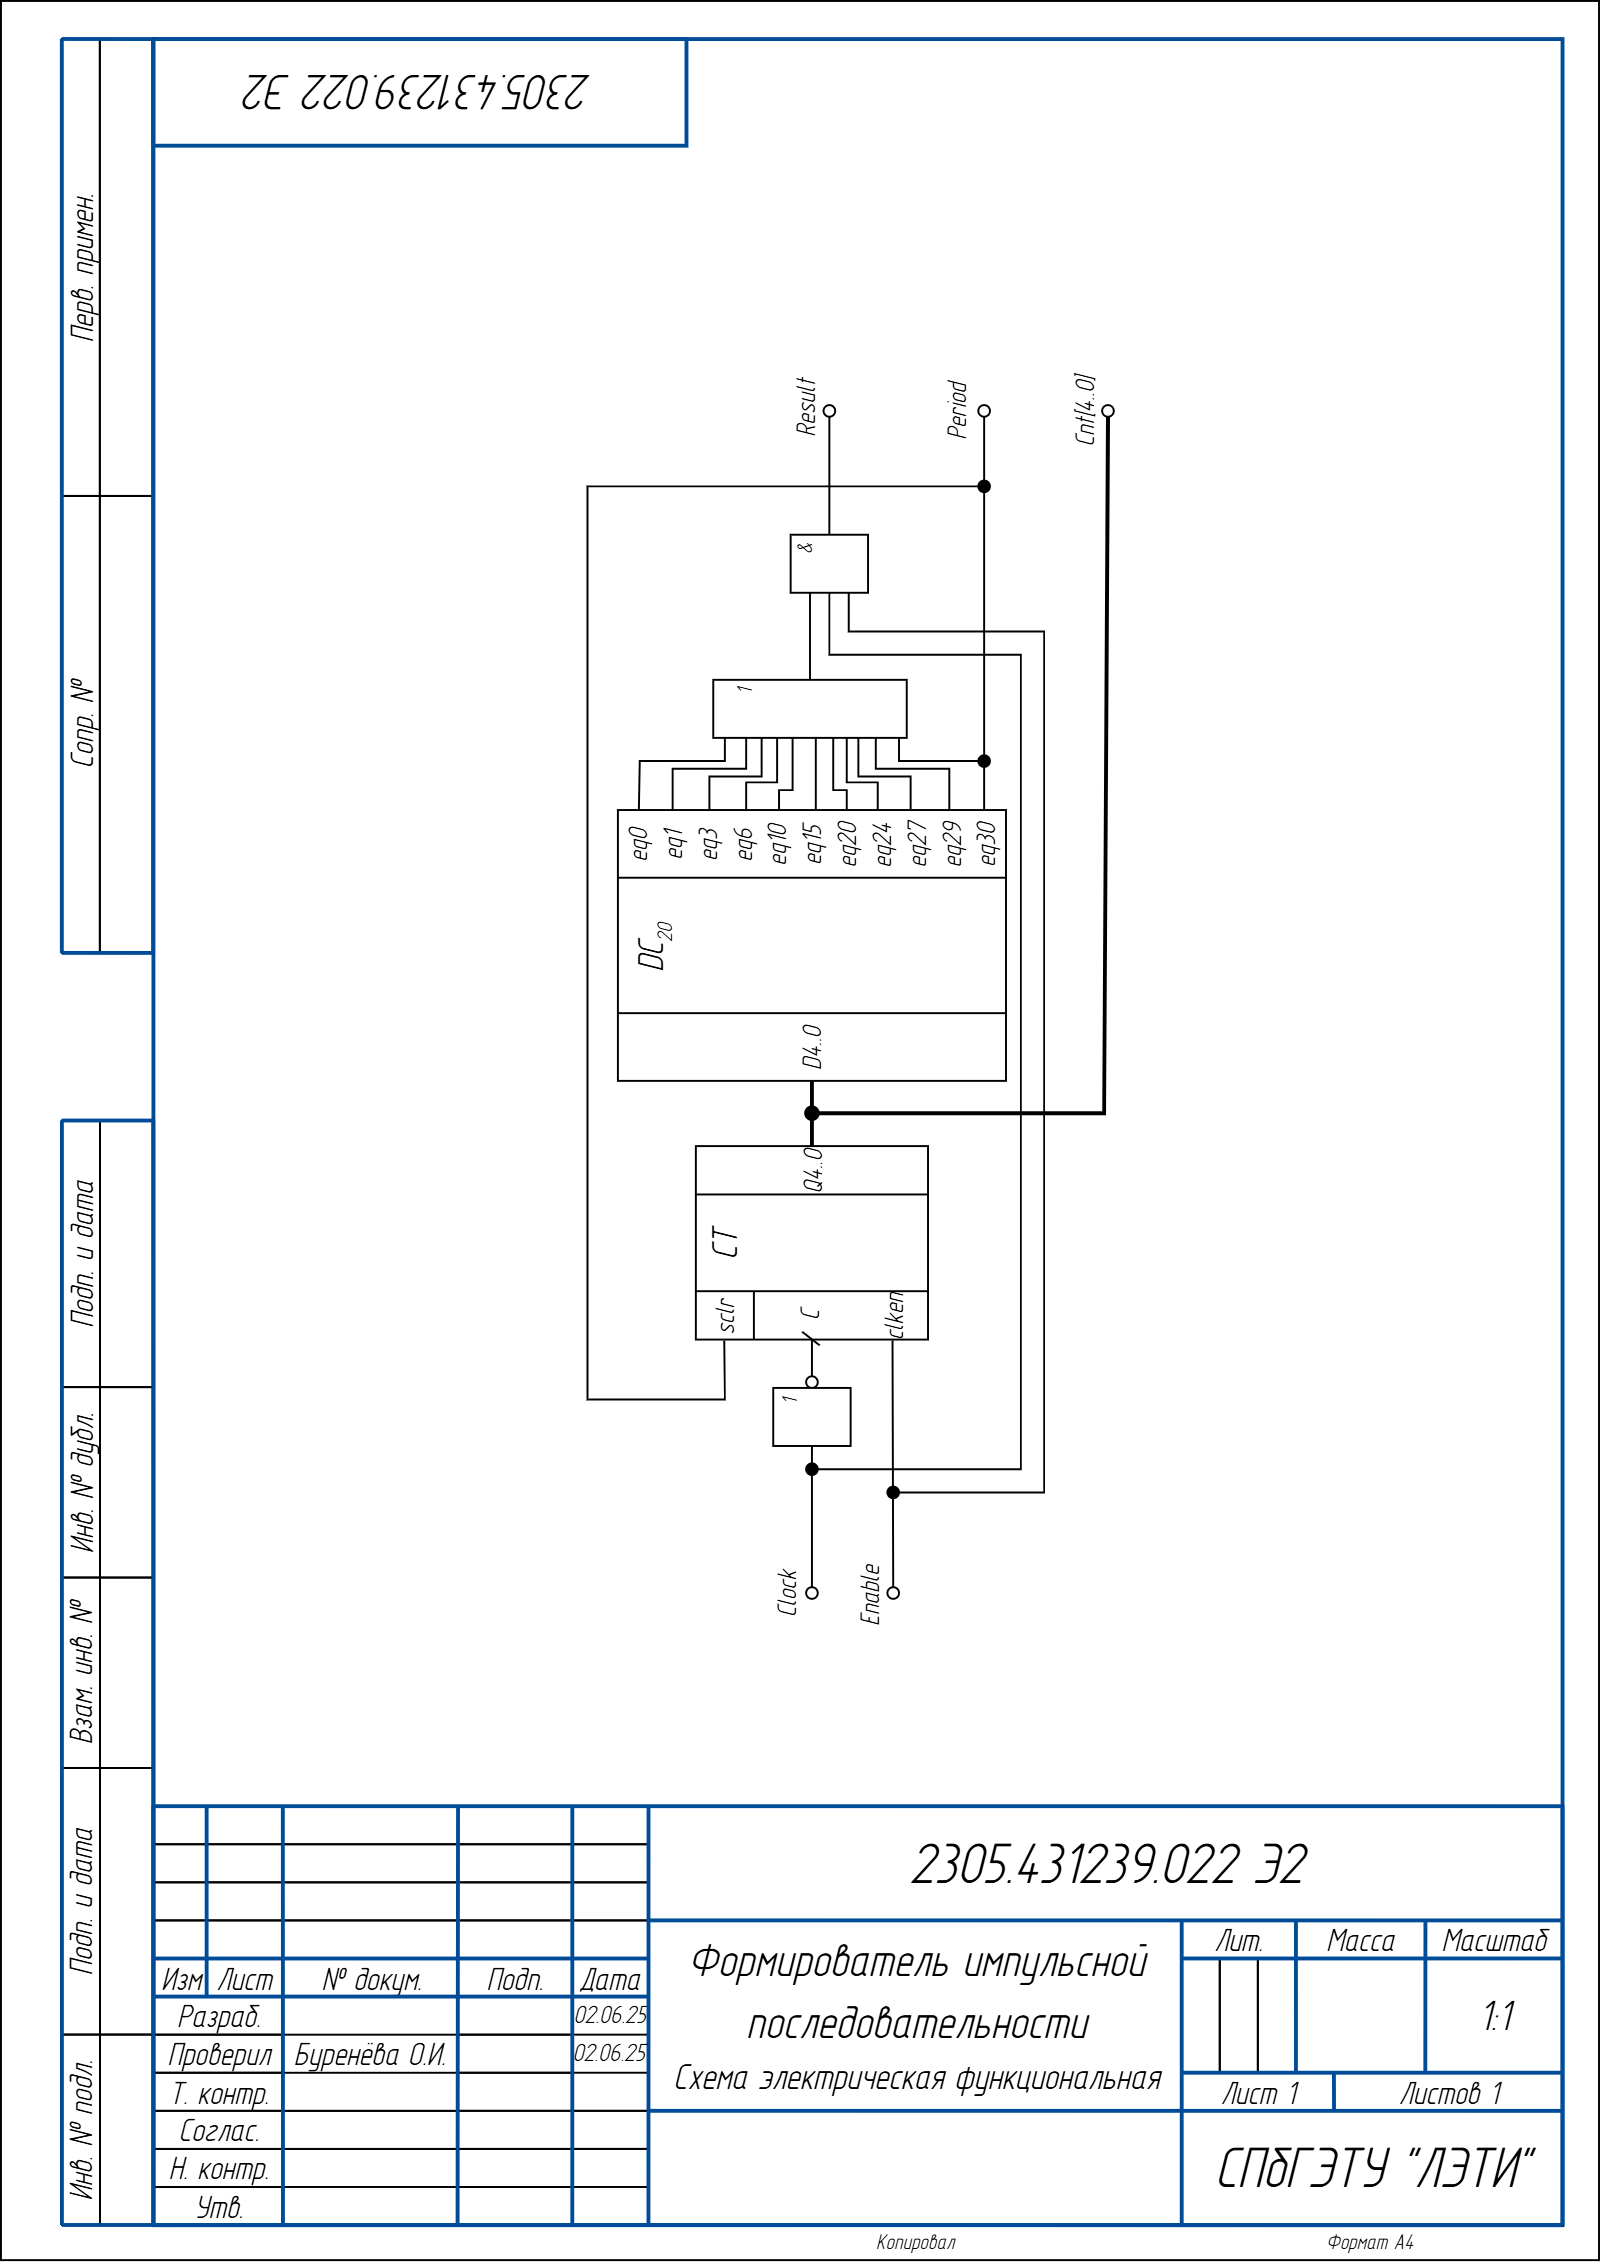 2305.431239.022 Э2
Перв. примен.
Сопр. №
Подп. и дата
Инв. № дубл.
Взам. инв. №
Подп. и дата
Инв. № подл.
Result
Period
Cnt[4..0]
&
1
eq0
eq1
eq3
eq6
eq10
eq15
eq20
eq24
eq27
eq29
eq30
DC20
D4..0
Q4..0
CT
sclr
C
clken
1
Clock
Enable
2305.431239.022 Э2
Формирователь импульсной
последовательности
Схема электрическая функциональная
Лит. Масса Масштаб
1:1
Лист 1 Листов 1
СПбГЭТУ "ЛЭТИ"
Изм Лист № докум. Подп. Дата
Разраб. 02.06.25
Проверил Буренёва О.И. 02.06.25
Т. контр.
Соглас.
Н. контр.
Утв.
Копировал Формат А4